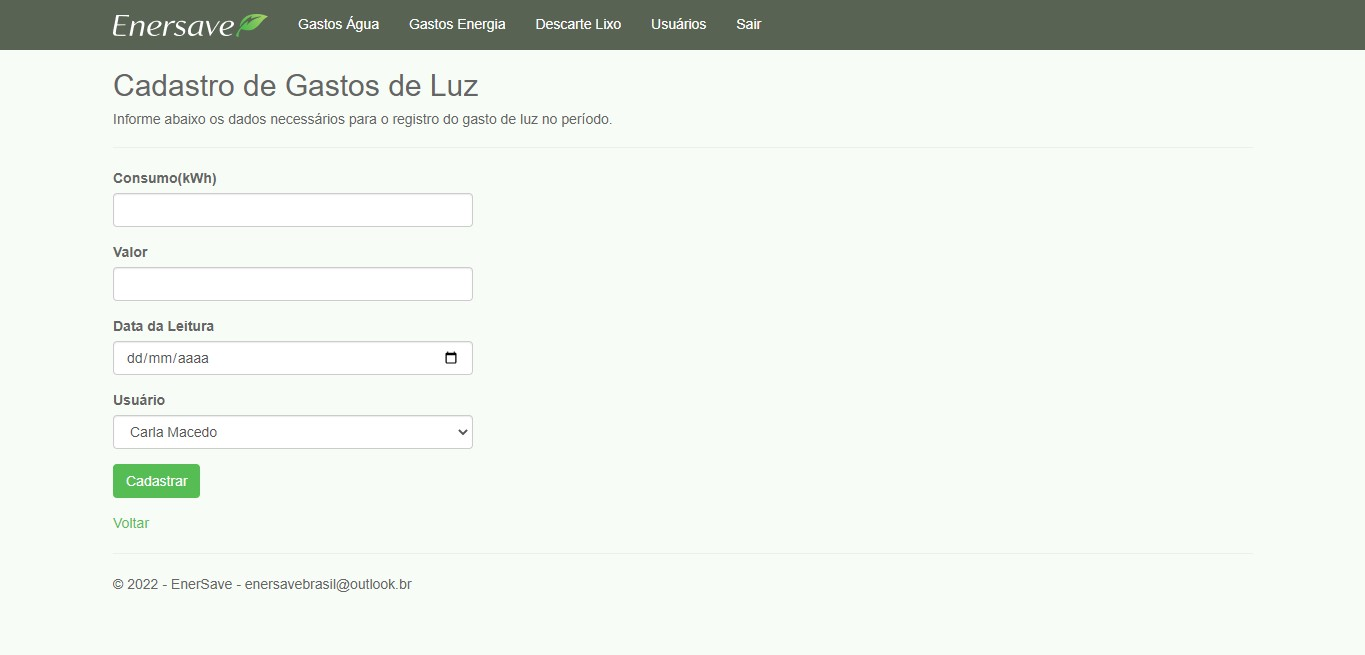 Enersave
Gastos Água Gastos Energia Descarte Lixo Usuários Sair
Cadastro de Gastos de Luz
Informe abaixo os dados necessários para o registro do gasto de luz no período.
Consumo(kWh)
Valor
Data da Leitura
dd/mm/aaaa
Usuário
Carla Macedo
Cadastrar
Voltar
© 2022 - EnerSave - enersavebrasil@outlook.br